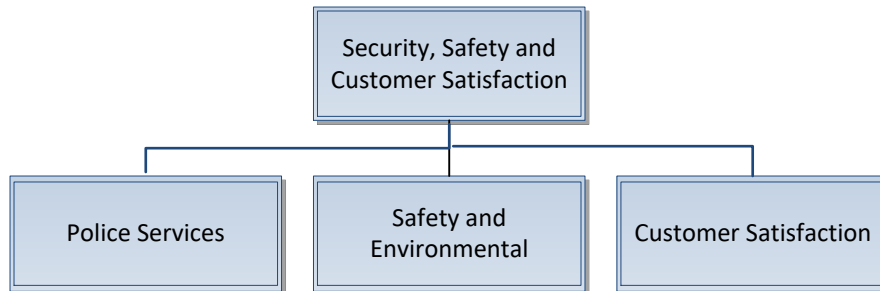 Security, Safety and
Customer Satisfaction
Police Services
Safety and
Environmental
Customer Satisfaction